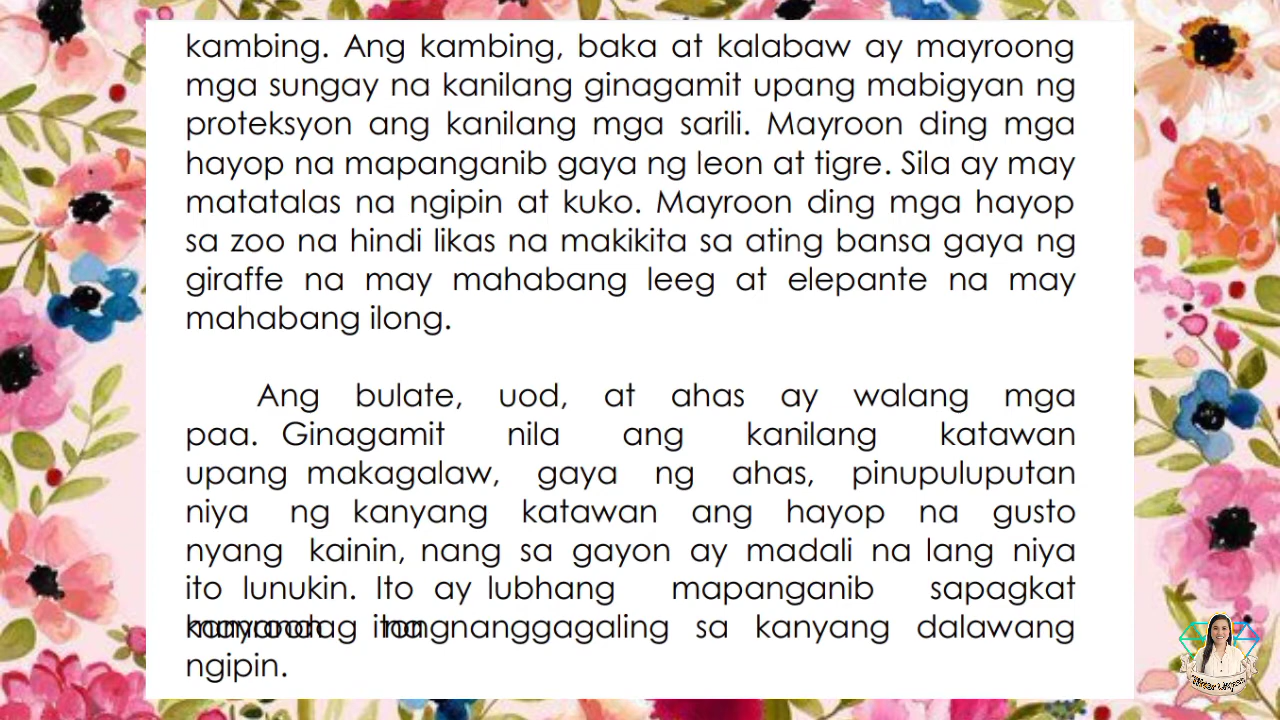 kambing. Ang kambing, baka at kalabaw ay mayroong
mga sungay na kanilang ginagamit upang mabigyan ng
proteksyon ang kanilang mga sarili. Mayroon ding mga
hayop na mapanganib gaya ng leon at tigre. Sila ay may
matatalas na ngipin at kuko. Mayroon ding mga hayop
sa zoo na hindi likas na makikita sa ating bansa gaya ng
giraffe na may mahabang leeg at elepante na may
mahabang ilong.
Ang bulate, uod, at ahas ay walang mga
paa. Ginagamit nila ang kanilang katawan
upang makagalaw, gaya ng ahas, pinupuluputan
niya ng kanyang katawan ang hayop na gusto
nyang kainin, nang sa gayon ay madali na lang niya
ito lunukin. Ito ay lubhang mapanganib sapagkat
nanggagaling sa kanyang dalawang
ngipin.